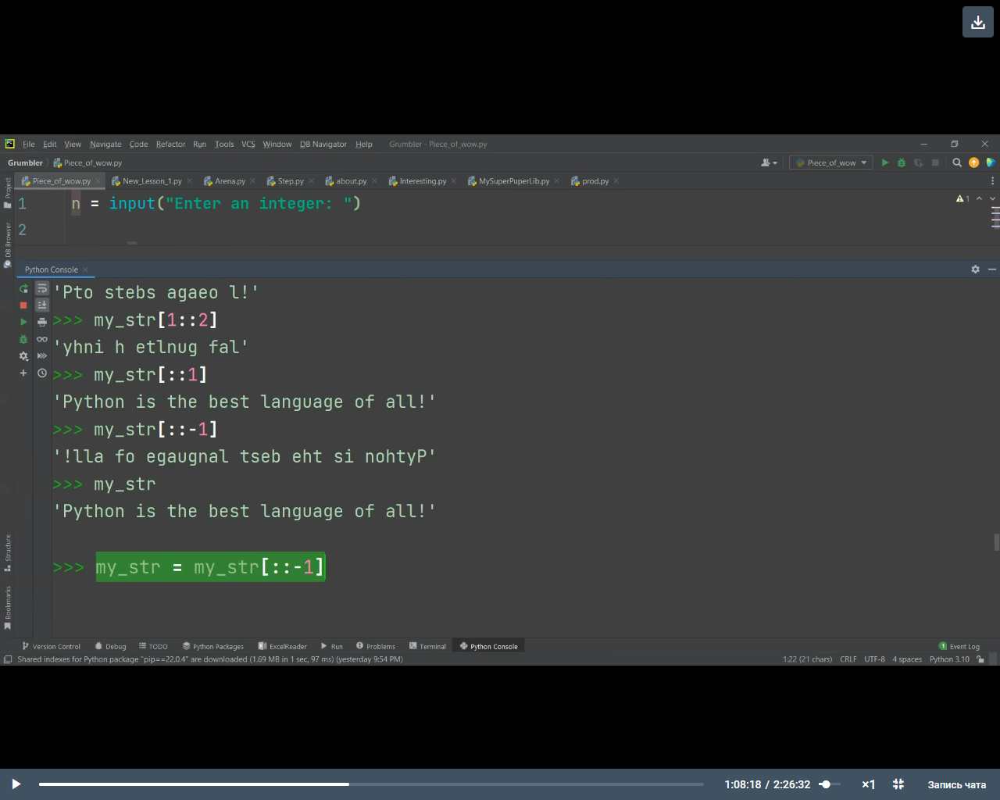 File Edit View Navigate Code Refactor Run Tools VCS Window DB Navigator Help Grumbler - Piece_of_wow.py
Grumbler Piece_of_wow.py Piece_of_wow
Piece_of_wow.py New_Lesson_1.py Arena.py Step.py about.py Interesting.py MySuperPuperLib.py prod.py
Project
DB Browser
1 n = input("Enter an integer: ") 1
2
Python Console
'Pto stebs agaeo l!'
>>> my_str[1::2]
'yhni h etlnug fal'
>>> my_str[::1]
'Python is the best language of all!'
>>> my_str[::-1]
'!lla fo egaugnal tseb eht si nohtyP'
>>> my_str
'Python is the best language of all!'
>>> my_str = my_str[::-1]
Structure
Bookmarks
Version Control Debug TODO Python Packages ExcelReader Run Problems Terminal Python Console 1 Event Log
Shared indexes for Python package "pip==22.0.4" are downloaded (1.69 MB in 1 sec, 97 ms) (yesterday 9:54 PM) 1:22 (21 chars) CRLF UTF-8 4 spaces Python 3.10
1:08:18 / 2:26:32 ×1 Запись чата